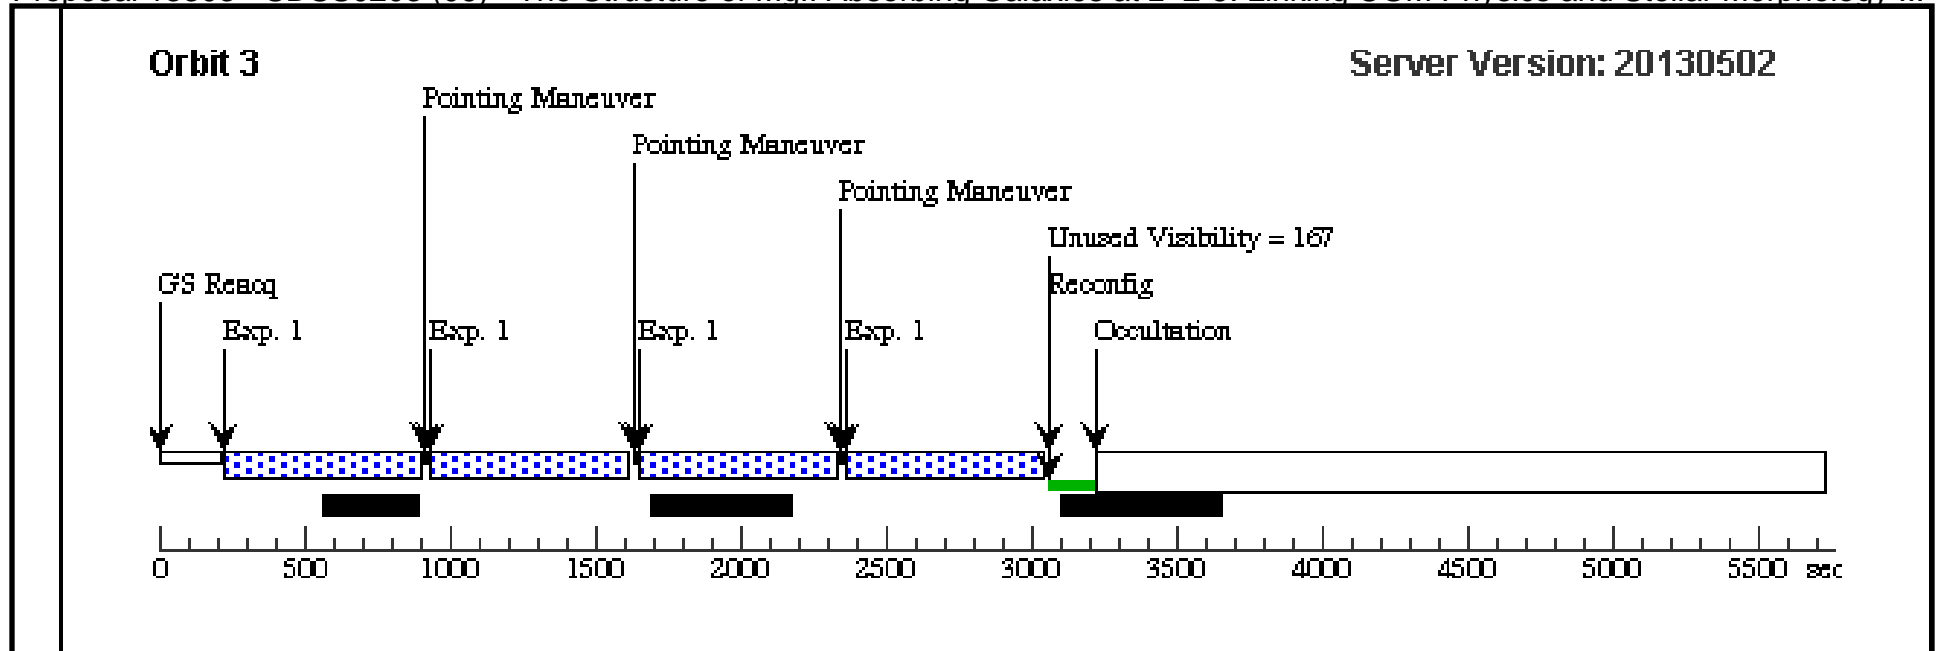 Orbit 3 Server Version: 20130502
Pointing Maneuver
Pointing Maneuver
Pointing Maneuver
Unused Visibility = 167
GS Reacq Reconfig
Exp. 1 Exp. 1 Exp. 1 Exp. 1 Occultation
0 500 1000 1500 2000 2500 3000 3500 4000 4500 5000 5500 sec